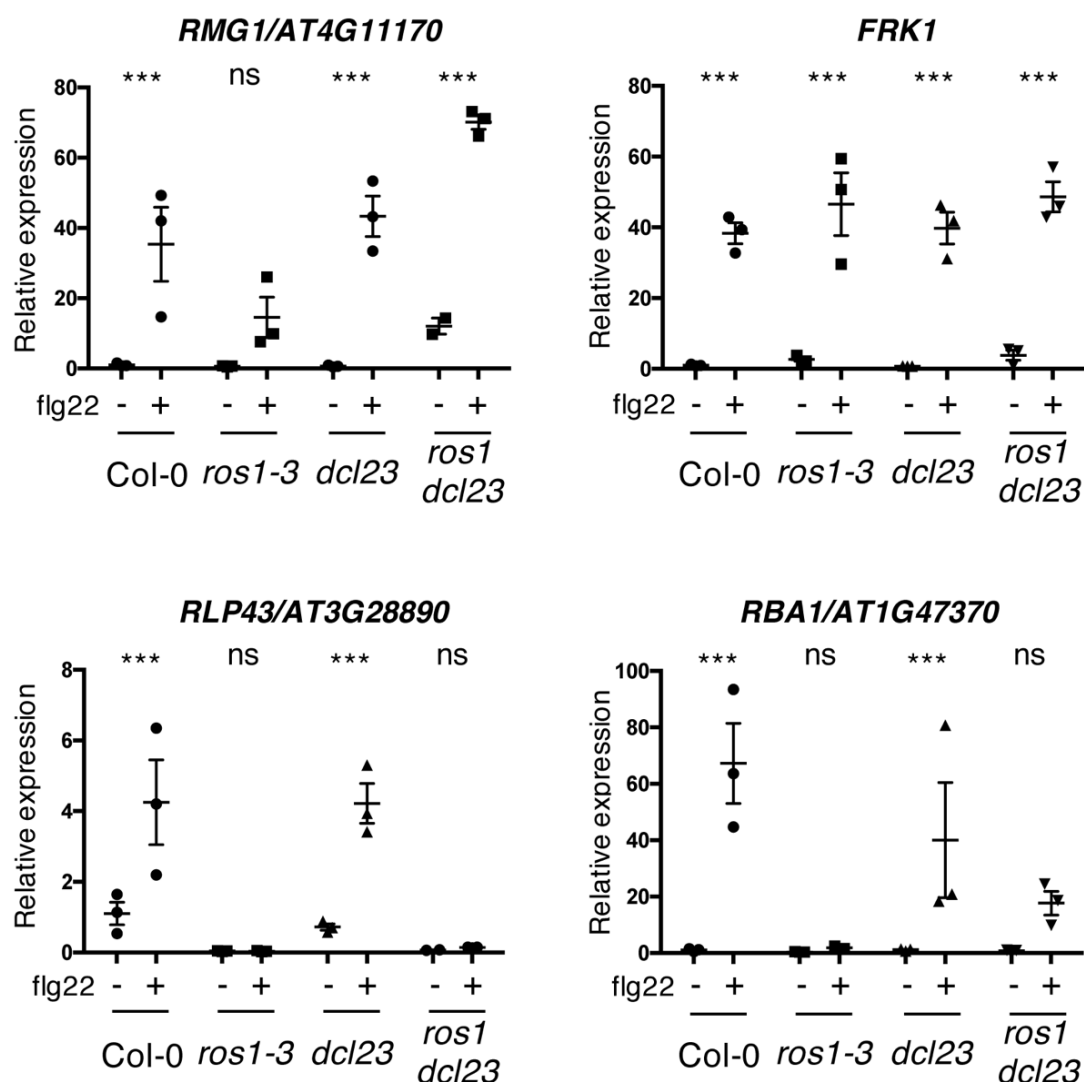 RMG1/AT4G11170
*** ns *** ***
Relative expression
80
60
40
20
0
flg22 - + - + - + - +
Col-0 ros1-3 dcl23 ros1
dcl23
FRK1
*** *** *** ***
Relative expression
80
60
40
20
0
flg22 - + - + - + - +
Col-0 ros1-3 dcl23 ros1
dcl23
RLP43/AT3G28890
*** ns *** ns
Relative expression
8
6
4
2
0
flg22 - + - + - + - +
Col-0 ros1-3 dcl23 ros1
dcl23
RBA1/AT1G47370
*** ns *** ns
Relative expression
100
80
60
40
20
0
flg22 - + - + - + - +
Col-0 ros1-3 dcl23 ros1
dcl23